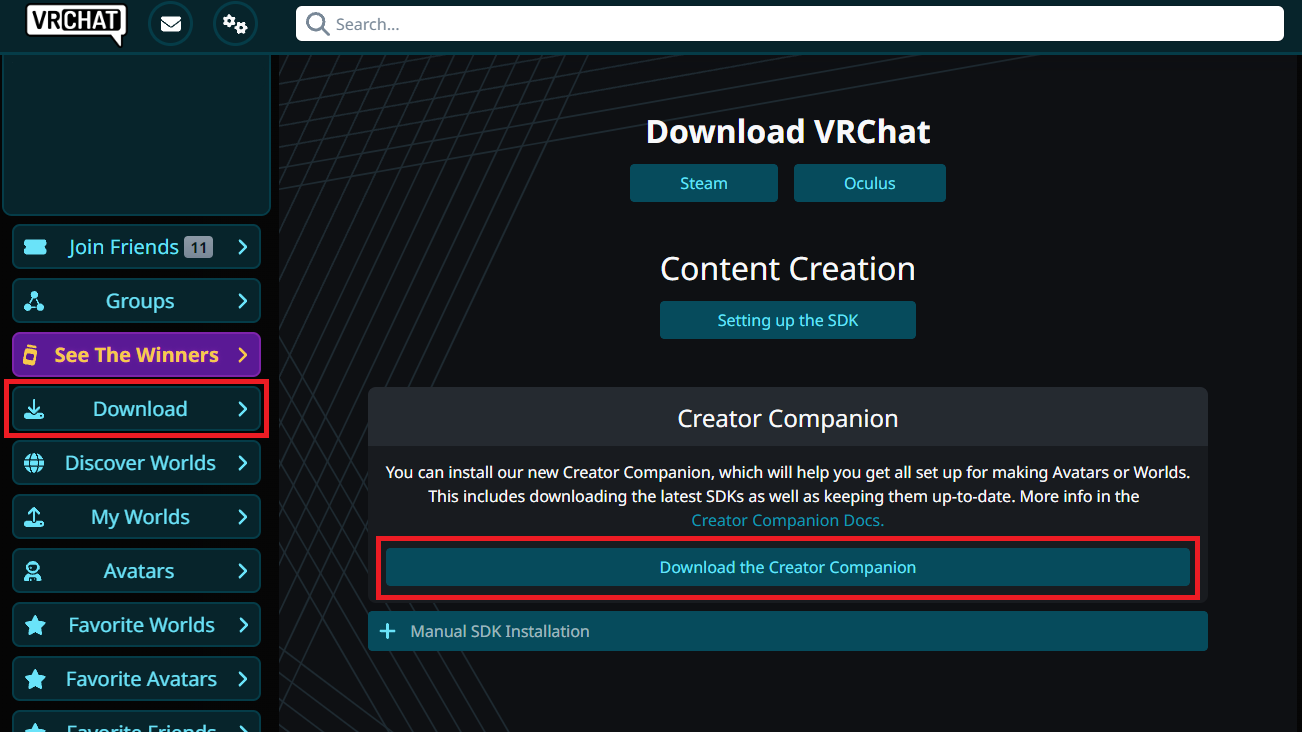 VRCHAT
Search...
Join Friends 11
Groups
See The Winners
Download
Discover Worlds
My Worlds
Avatars
Favorite Worlds
Favorite Avatars
Favorite Friends
Download VRChat
Steam
Oculus
Content Creation
Setting up the SDK
Creator Companion
You can install our new Creator Companion, which will help you get all set up for making Avatars or Worlds.
This includes downloading the latest SDKs as well as keeping them up-to-date. More info in the
Creator Companion Docs.
Download the Creator Companion
Manual SDK Installation